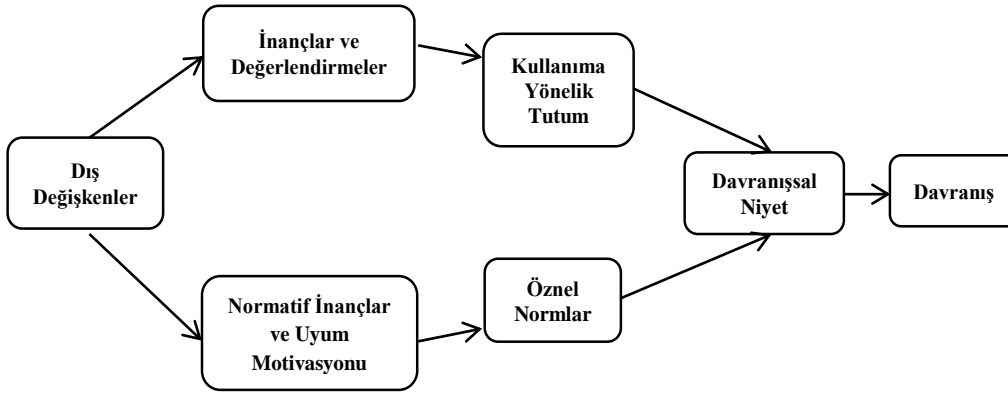 İnançlar ve
Değerlendirmeler
Kullanıma
Yönelik
Tutum
Dış
Değişkenler
Davranışsal
Niyet
Davranış
Normatif İnançlar
ve Uyum
Motivasyonu
Öznel
Normlar